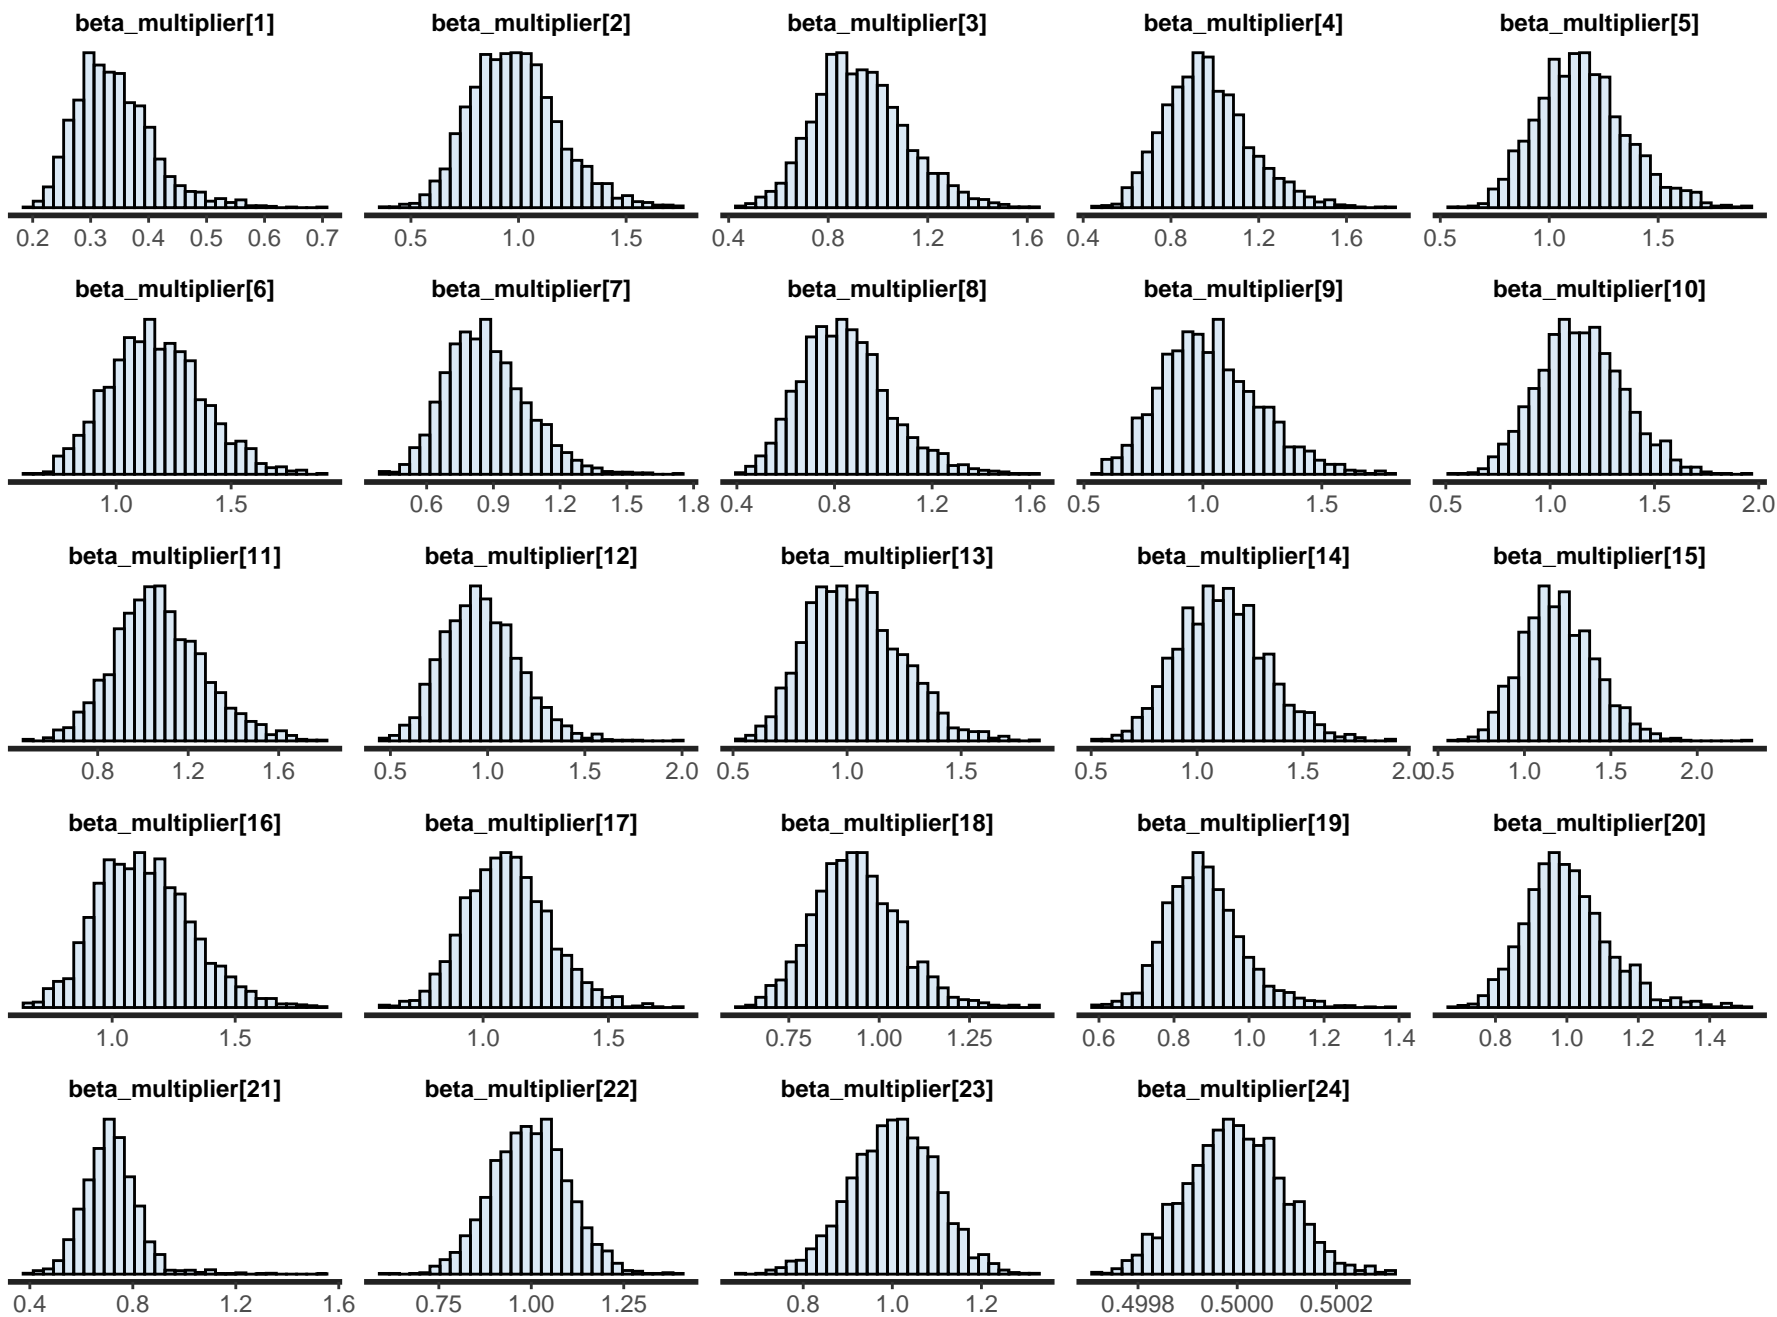 beta_multiplier[1] beta_multiplier[2] beta_multiplier[3] beta_multiplier[4] beta_multiplier[5]
0.2 0.3 0.4 0.5 0.6 0.7 0.5 1.0 1.5 0.4 0.8 1.2 1.6 0.4 0.8 1.2 1.6 0.5 1.0 1.5
beta_multiplier[6] beta_multiplier[7] beta_multiplier[8] beta_multiplier[9] beta_multiplier[10]
1.0 1.5 0.6 0.9 1.2 1.5 1.8 0.4 0.8 1.2 1.6 0.5 1.0 1.5 0.5 1.0 1.5 2.0
beta_multiplier[11] beta_multiplier[12] beta_multiplier[13] beta_multiplier[14] beta_multiplier[15]
0.8 1.2 1.6 0.5 1.0 1.5 2.0 0.5 1.0 1.5 0.5 1.0 1.5 2.0 0.5 1.0 1.5 2.0
beta_multiplier[16] beta_multiplier[17] beta_multiplier[18] beta_multiplier[19] beta_multiplier[20]
1.0 1.5 1.0 1.5 0.75 1.00 1.25 0.6 0.8 1.0 1.2 1.4 0.8 1.0 1.2 1.4
beta_multiplier[21] beta_multiplier[22] beta_multiplier[23] beta_multiplier[24]
0.4 0.8 1.2 1.6 0.75 1.00 1.25 0.8 1.0 1.2 0.4998 0.5000 0.5002